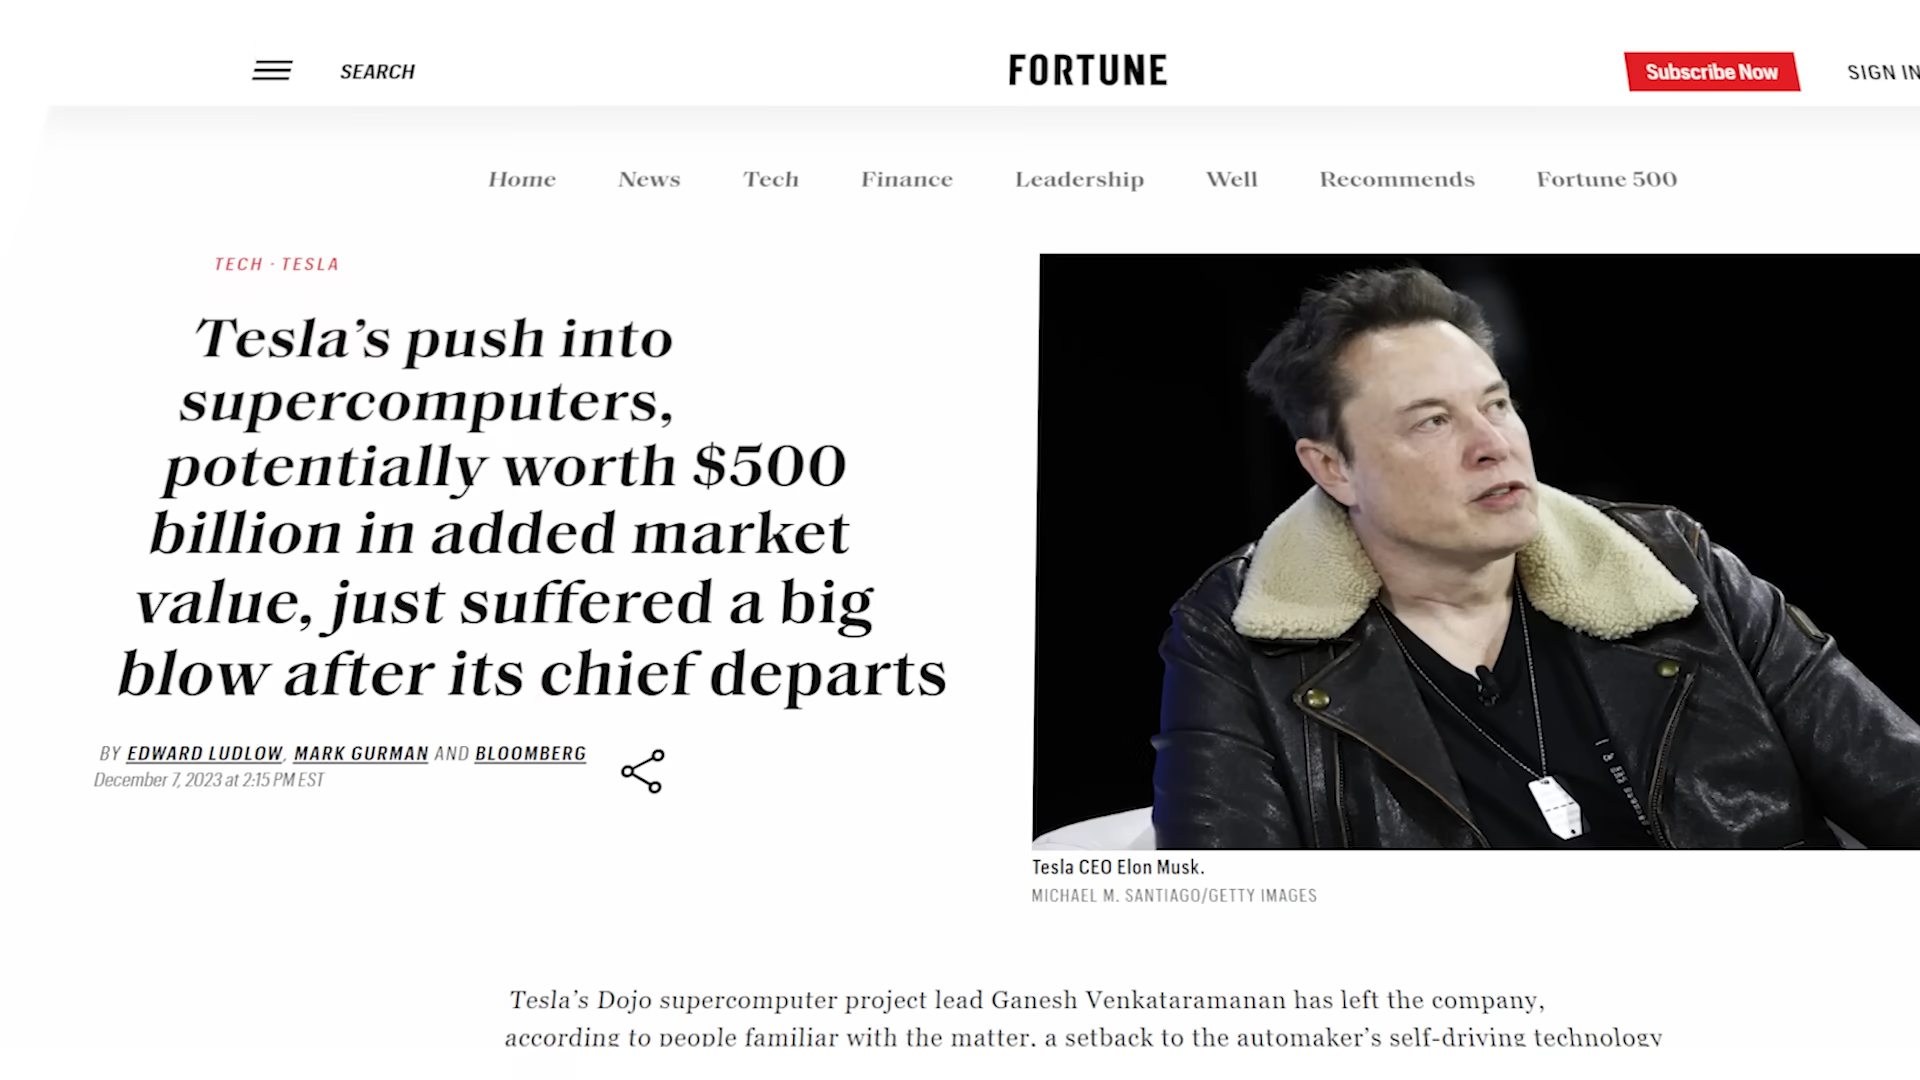 SEARCH
FORTUNE
Subscribe Now
SIGN IN
Home News Tech Finance Leadership Well Recommends Fortune 500
TECH · TESLA
Tesla’s push into
supercomputers,
potentially worth $500
billion in added market
value, just suffered a big
blow after its chief departs
BY EDWARD LUDLOW, MARK GURMAN AND BLOOMBERG
December 7, 2023 at 2:15 PM EST
Tesla CEO Elon Musk.
MICHAEL M. SANTIAGO/GETTY IMAGES
Tesla’s Dojo supercomputer project lead Ganesh Venkataramanan has left the company,
according to people familiar with the matter, a setback to the automaker’s self-driving technology